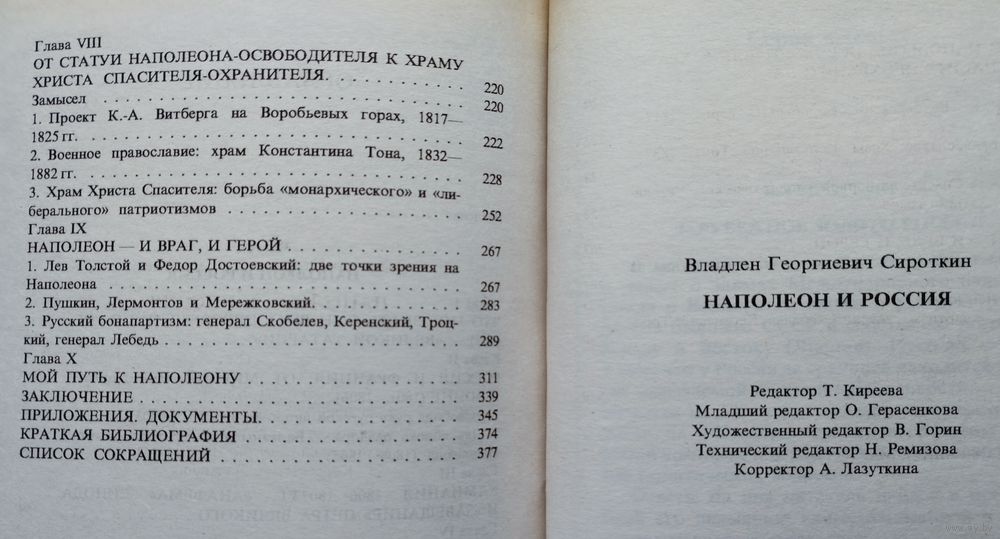 Глава VIII
ОТ СТАТУИ НАПОЛЕОНА-ОСВОБОДИТЕЛЯ К ХРАМУ
ХРИСТА СПАСИТЕЛЯ-ОХРАНИТЕЛЯ. . . . . . . . . . 220
Замысел . . . . . . . . . . . . . . . . . . . . 220
1. Проект К.-А. Витберга на Воробьевых горах, 1817—
1825 гг. . . . . . . . . . . . . . . . . . . . . 222
2. Военное православие: храм Константина Тона, 1832—
1882 гг. . . . . . . . . . . . . . . . . . . . . 228
3. Храм Христа Спасителя: борьба «монархического» и «ли-
берального» патриотизмов . . . . . . . . . . . . 252
Глава IX
НАПОЛЕОН — И ВРАГ, И ГЕРОЙ . . . . . . . . . . 267
1. Лев Толстой и Федор Достоевский: две точки зрения на
Наполеона . . . . . . . . . . . . . . . . . . . 267
2. Пушкин, Лермонтов и Мережковский. . . . . . . . 283
3. Русский бонапартизм: генерал Скобелев, Керенский, Троц-
кий, генерал Лебедь . . . . . . . . . . . . . . 289
Глава X
МОЙ ПУТЬ К НАПОЛЕОНУ . . . . . . . . . . . . . 311
ЗАКЛЮЧЕНИЕ . . . . . . . . . . . . . . . . . . 339
ПРИЛОЖЕНИЯ. ДОКУМЕНТЫ. . . . . . . . . . . . . 345
КРАТКАЯ БИБЛИОГРАФИЯ . . . . . . . . . . . . . 374
СПИСОК СОКРАЩЕНИЙ . . . . . . . . . . . . . . . 377
Владлен Георгиевич Сироткин
НАПОЛЕОН И РОССИЯ
Редактор Т. Киреева
Младший редактор О. Герасенкова
Художественный редактор В. Горин
Технический редактор Н. Ремизова
Корректор А. Лазуткина